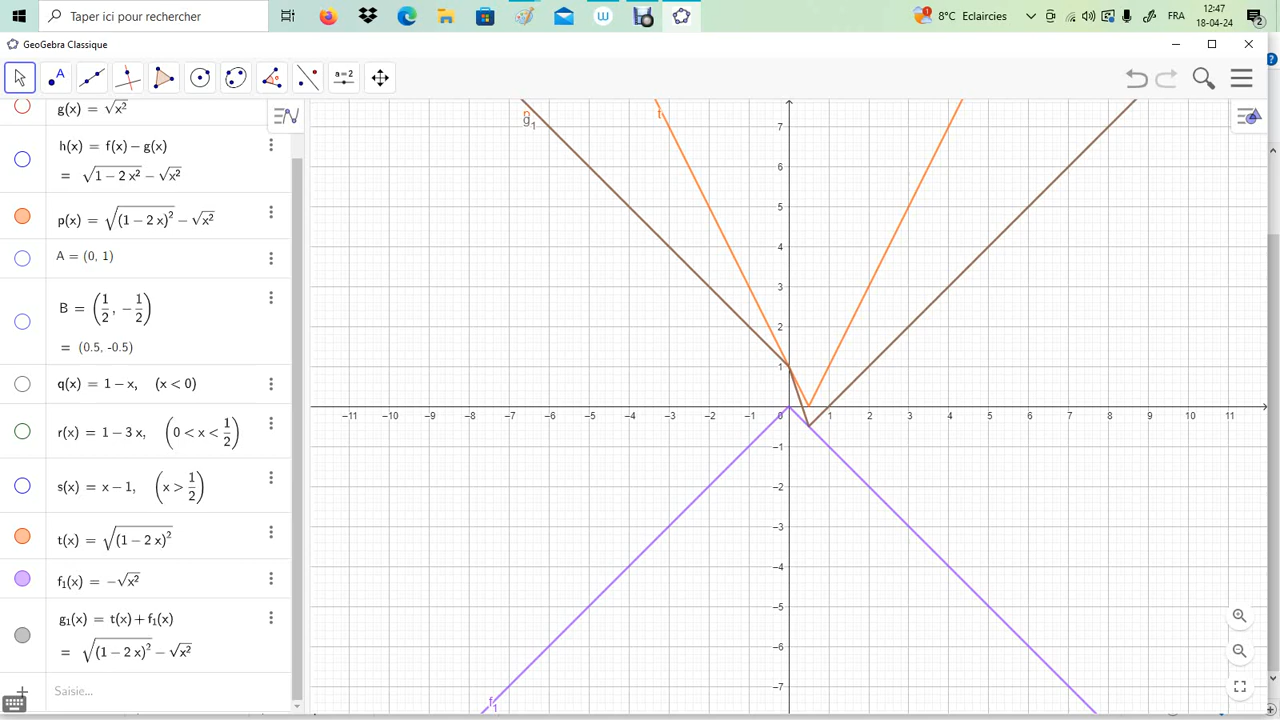 Taper ici pour rechercher
8°C Eclaircies
FRA
12:47
18-04-24
2
GeoGebra Classique
A
a=2
g(x) = √x²
h(x) = f(x) − g(x)
= √1 − 2 x² − √x²
p(x) = √(1 − 2 x)² − √x²
A = (0, 1)
B = (1/2, −1/2)
= (0.5, -0.5)
q(x) = 1 − x, (x < 0)
r(x) = 1 − 3 x, (0 < x < 1/2)
s(x) = x − 1, (x > 1/2)
t(x) = √(1 − 2 x)²
f₁(x) = −√x²
g₁(x) = t(x) + f₁(x)
= √(1 − 2 x)² − √x²
Saisie...
g₁
t
f₁
7
6
5
4
3
2
1
−11 −10 −9 −8 −7 −6 −5 −4 −3 −2 −1 0 1 2 3 4 5 6 7 8 9 10 11
−1
−2
−3
−4
−5
−6
−7